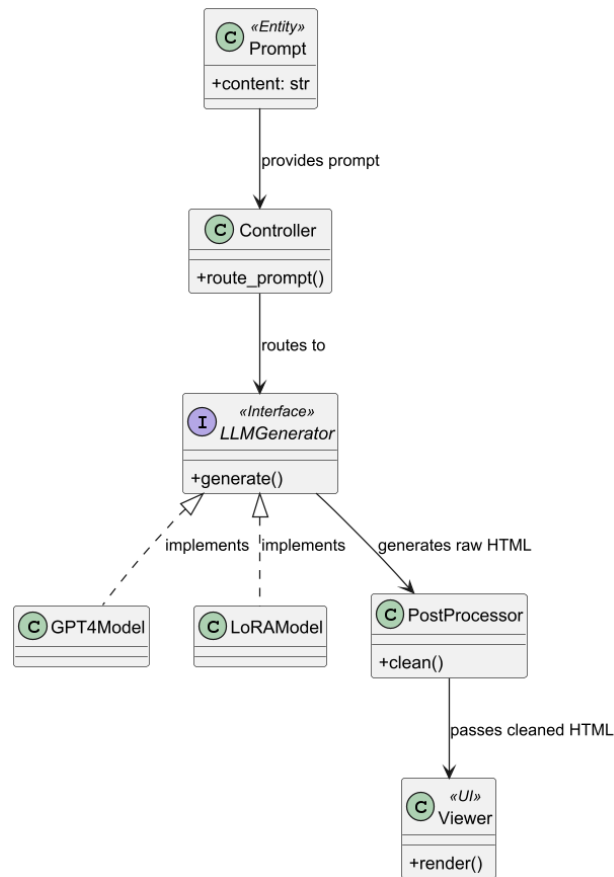 C
«Entity»
Prompt
+content: str
provides prompt
C Controller
+route_prompt()
routes to
I
«Interface»
LLMGenerator
+generate()
implements
implements
generates raw HTML
C GPT4Model
C LoRAModel
C PostProcessor
+clean()
passes cleaned HTML
C
«UI»
Viewer
+render()